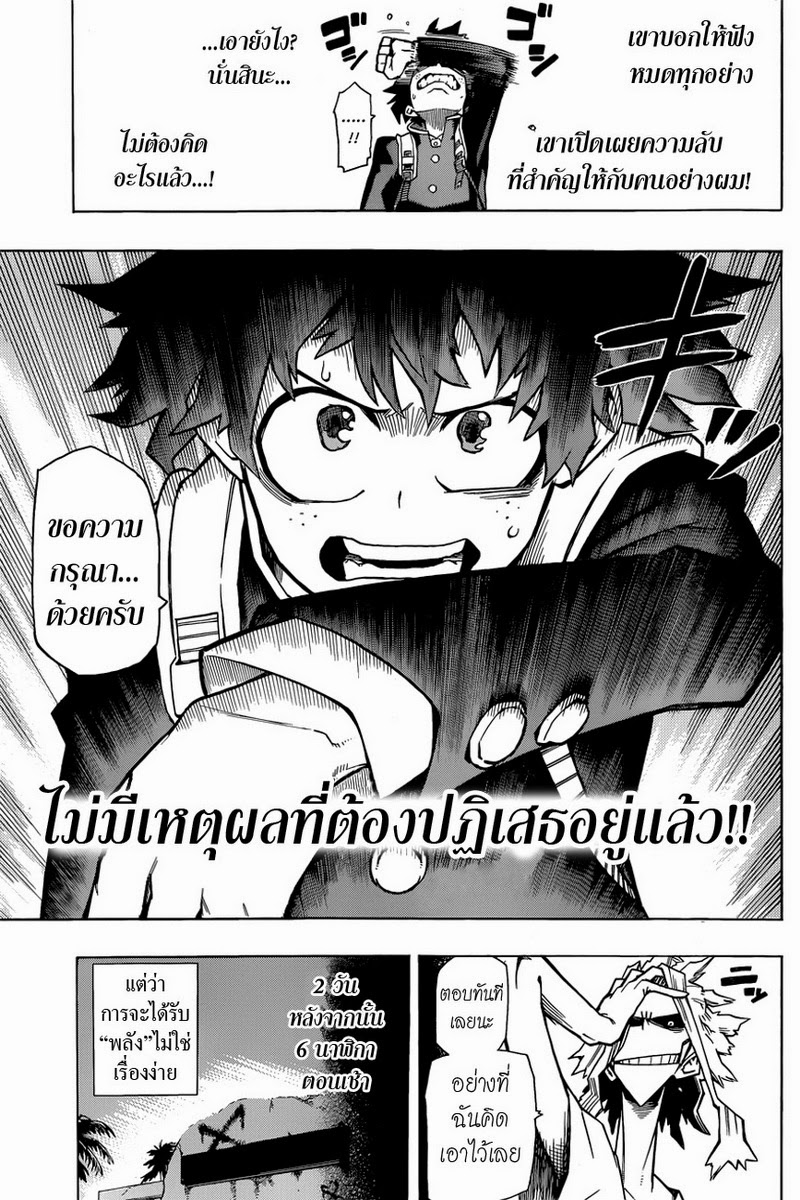 เขาบอกให้ฟัง
หมดทุกอย่าง
เขาเปิดเผยความลับ
ที่สำคัญให้กับคนอย่างผม!
ゴシ
ゴシ
......
!!
...เอายังไง?
นั่นสินะ...
ไม่ต้องคิด
อะไรแล้ว...!
ขอความ
กรุณา...
ด้วยครับ
ไม่มีเหตุผลที่ต้องปฏิเสธอยู่แล้ว!!
ตอบทันที
เลยนะ
อย่างที่
ฉันคิด
เอาไว้เลย
2 วัน
หลังจากนั้น
6 นาฬิกา
ตอนเช้า
แต่ว่า
การจะได้รับ
“พลัง”ไม่ใช่
เรื่องง่าย